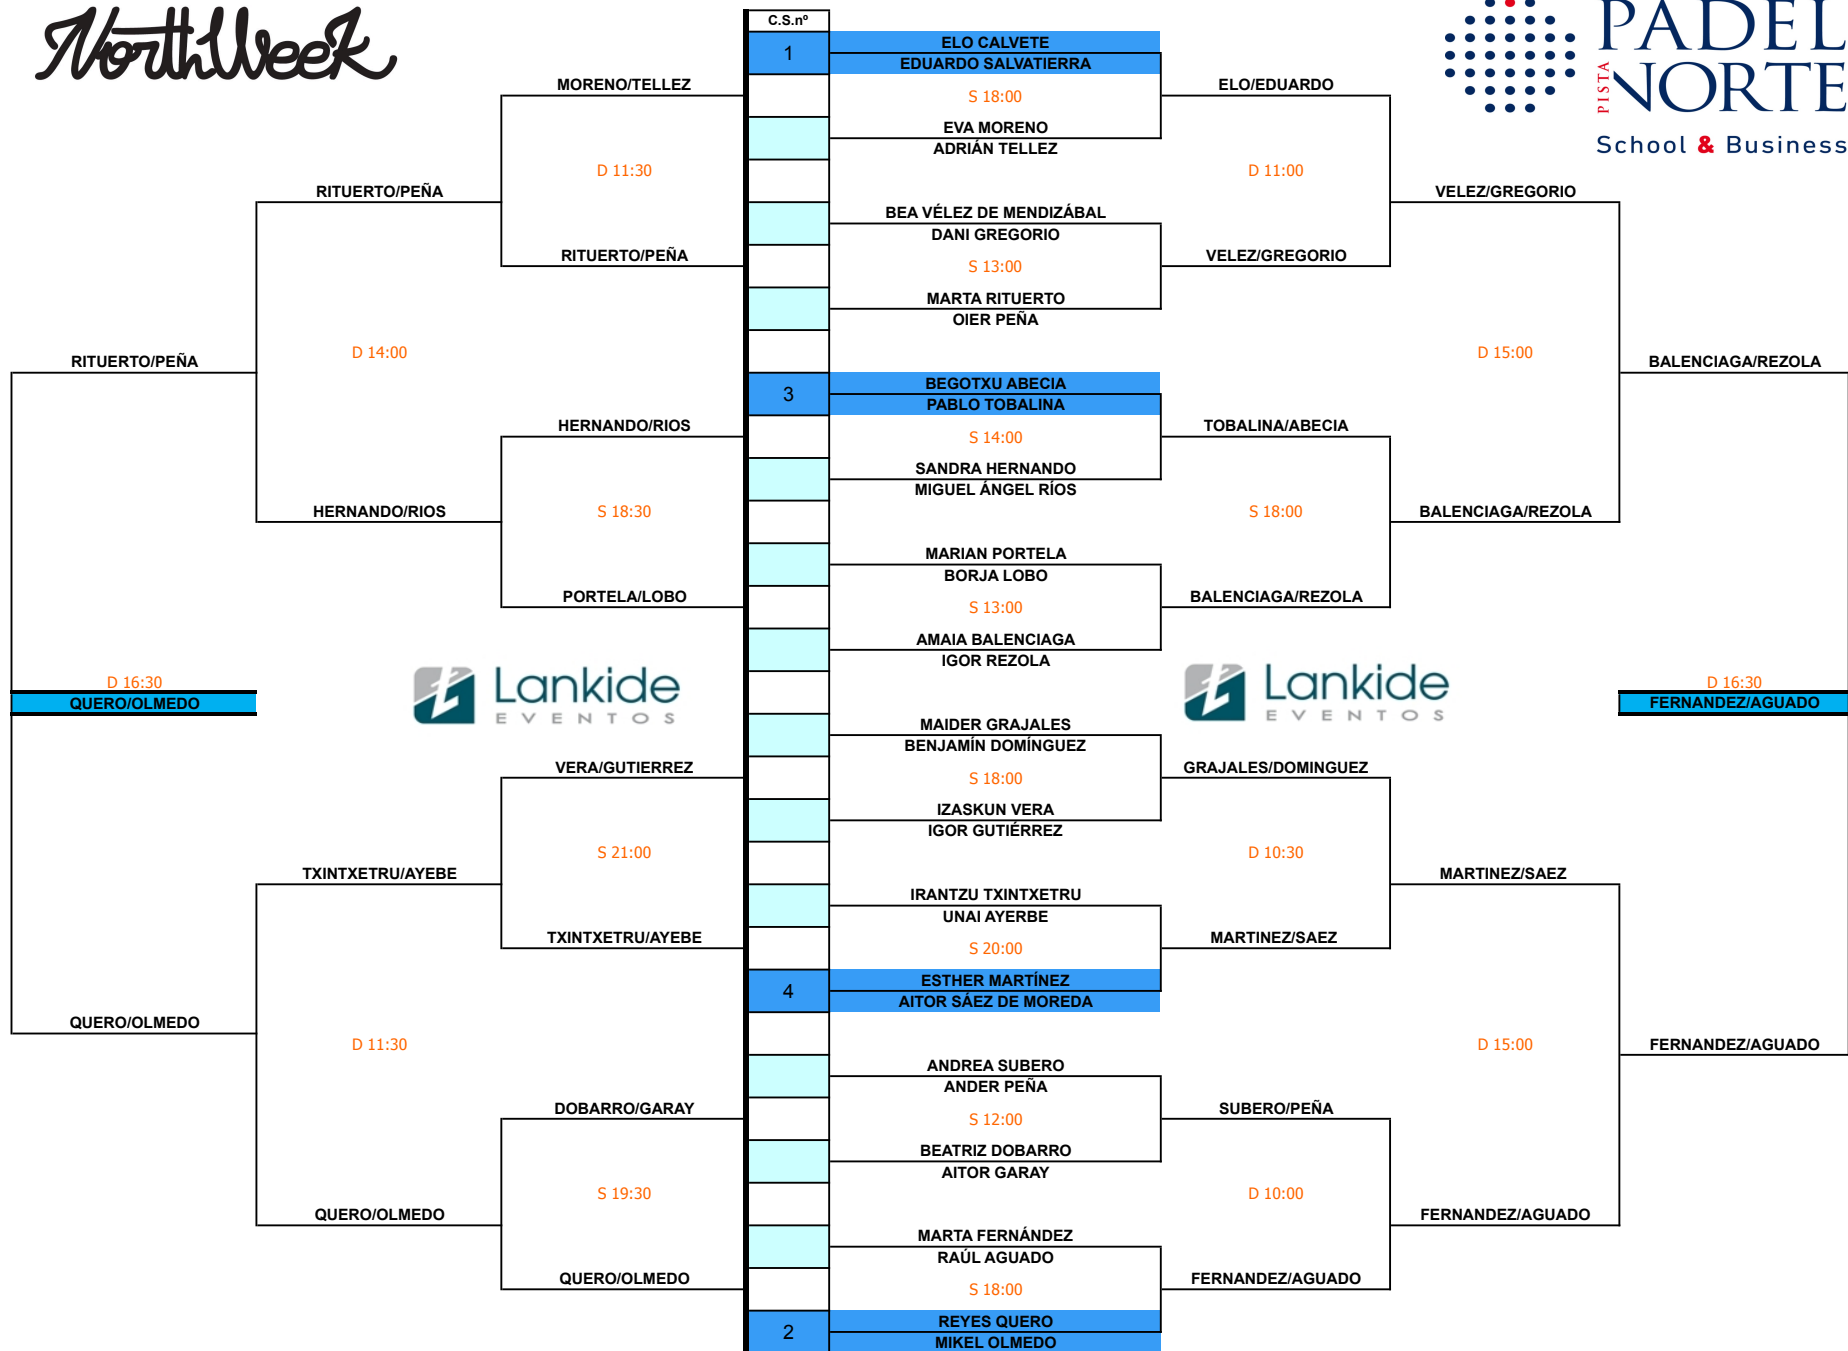 NorthWeek
C.S.nº
PADEL
PISTA
NORTE
School & Business
1
ELO CALVETE
EDUARDO SALVATIERRA
MORENO/TELLEZ
S 18:00
ELO/EDUARDO
EVA MORENO
ADRIÁN TELLEZ
D 11:30
D 11:00
RITUERTO/PEÑA
VELEZ/GREGORIO
BEA VÉLEZ DE MENDIZÁBAL
DANI GREGORIO
RITUERTO/PEÑA
S 13:00
VELEZ/GREGORIO
MARTA RITUERTO
OIER PEÑA
D 14:00
D 15:00
RITUERTO/PEÑA
BALENCIAGA/REZOLA
3
BEGOTXU ABECIA
PABLO TOBALINA
HERNANDO/RIOS
S 14:00
TOBALINA/ABECIA
SANDRA HERNANDO
MIGUEL ÁNGEL RÍOS
HERNANDO/RIOS
S 18:30
S 18:00
BALENCIAGA/REZOLA
MARIAN PORTELA
BORJA LOBO
PORTELA/LOBO
S 13:00
BALENCIAGA/REZOLA
AMAIA BALENCIAGA
IGOR REZOLA
D 16:30
QUERO/OLMEDO
Lankide
EVENTOS
Lankide
EVENTOS
D 16:30
FERNANDEZ/AGUADO
MAIDER GRAJALES
BENJAMÍN DOMÍNGUEZ
VERA/GUTIERREZ
S 18:00
GRAJALES/DOMINGUEZ
IZASKUN VERA
IGOR GUTIÉRREZ
S 21:00
D 10:30
TXINTXETRU/AYEBE
MARTINEZ/SAEZ
IRANTZU TXINTXETRU
UNAI AYERBE
TXINTXETRU/AYEBE
S 20:00
MARTINEZ/SAEZ
4
ESTHER MARTÍNEZ
AITOR SÁEZ DE MOREDA
QUERO/OLMEDO
D 11:30
D 15:00
FERNANDEZ/AGUADO
ANDREA SUBERO
ANDER PEÑA
DOBARRO/GARAY
S 12:00
SUBERO/PEÑA
BEATRIZ DOBARRO
AITOR GARAY
S 19:30
D 10:00
QUERO/OLMEDO
FERNANDEZ/AGUADO
MARTA FERNÁNDEZ
RAÚL AGUADO
QUERO/OLMEDO
S 18:00
FERNANDEZ/AGUADO
2
REYES QUERO
MIKEL OLMEDO